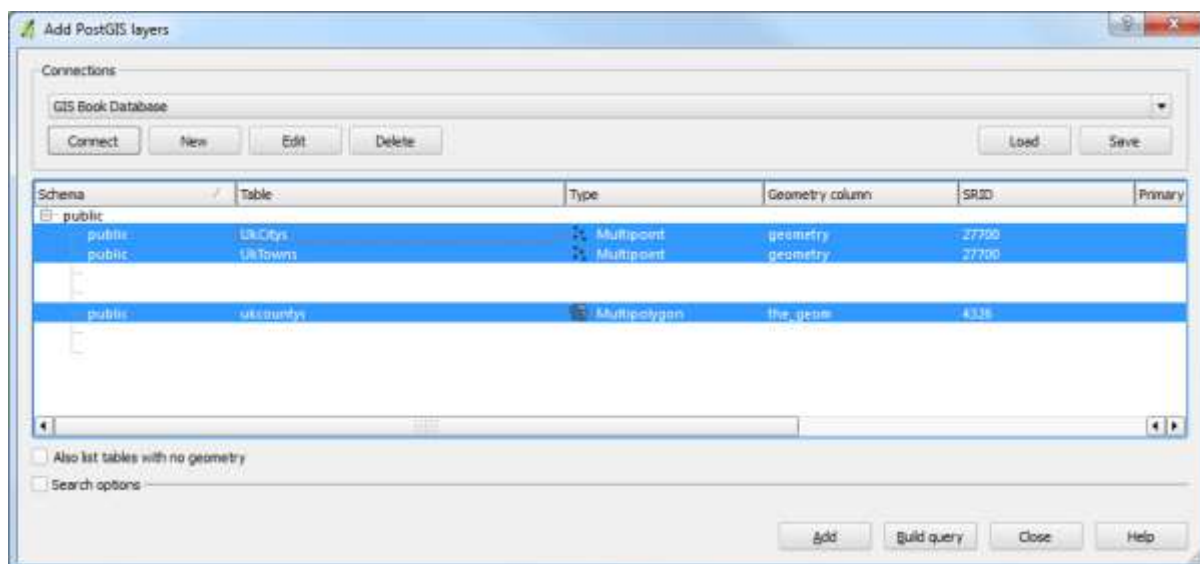 Add PostGIS layers
Connections
GIS Book Database
Connect New Edit Delete Load Save
Schema Table Type Geometry column SRID Primary
public
public UkCitys Multipoint geometry 27700
public UkTowns Multipoint geometry 27700
public ukcountys Multipolygon the_geom 4326
Also list tables with no geometry
Search options
Add Build query Close Help